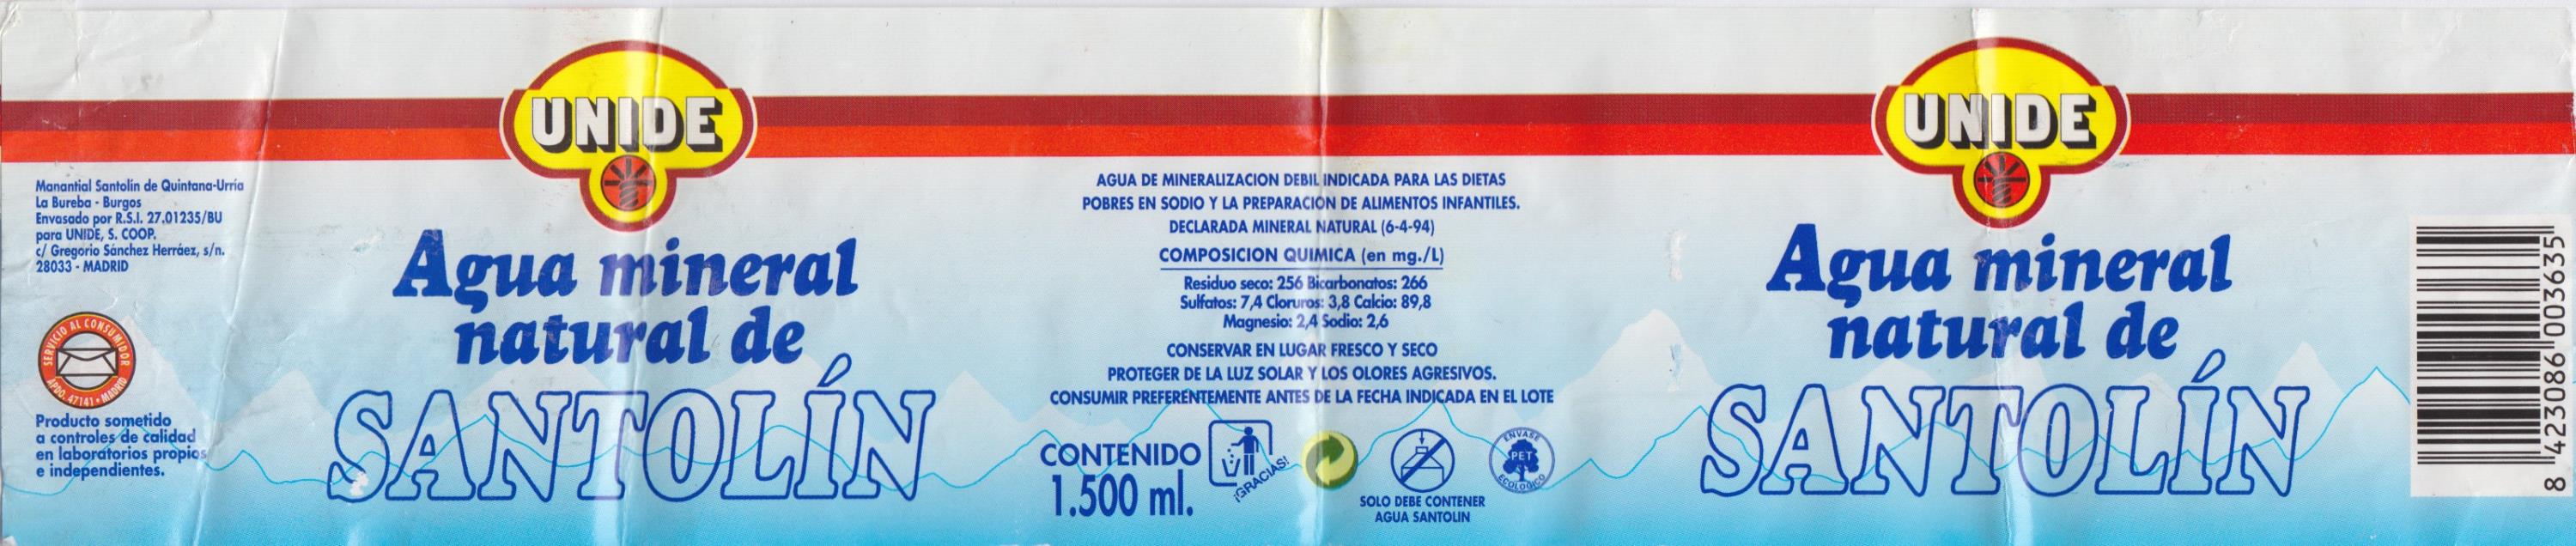 Manantial Santolín de Quintana-Urría
La Bureba - Burgos
Envasado por R.S.I. 27.01235/BU
para UNIDE, S. COOP.
c/ Gregorio Sánchez Herráez, s/n.
28033 - MADRID
SERVICIO AL CONSUMIDOR
APDO. 47141 - MADRID
Producto sometido
a controles de calidad
en laboratorios propios
e independientes.
UNIDE
Agua mineral
natural de
SANTOLÍN
AGUA DE MINERALIZACION DEBIL INDICADA PARA LAS DIETAS
POBRES EN SODIO Y LA PREPARACIÓN DE ALIMENTOS INFANTILES.
DECLARADA MINERAL NATURAL (6-4-94)
COMPOSICION QUIMICA (en mg./L)
Residuo seco: 256 Bicarbonatos: 266
Sulfatos: 7,4 Cloruros: 3,8 Calcio: 89,8
Magnesio: 2,4 Sodio: 2,6
CONSERVAR EN LUGAR FRESCO Y SECO
PROTEGER DE LA LUZ SOLAR Y LOS OLORES AGRESIVOS.
CONSUMIR PREFERENTEMENTE ANTES DE LA FECHA INDICADA EN EL LOTE
CONTENIDO
1.500 ml.
¡GRACIAS!
SOLO DEBE CONTENER
AGUA SANTOLIN
ENVASE
PET
ECOLOGICO
UNIDE
Agua mineral
natural de
SANTOLÍN
8 423086 003635